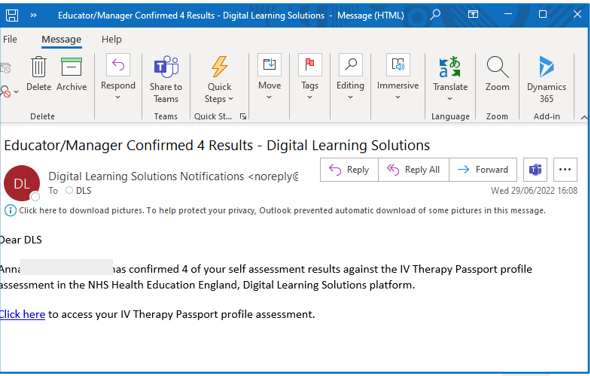 Educator/Manager Confirmed 4 Results - Digital Learning Solutions - Message (HTML)
File Message Help
Delete Archive Respond Share to Teams Quick Steps Move Tags Editing Immersive Translate Zoom Dynamics 365
Delete Teams Quick St... Language Zoom Add-in
Educator/Manager Confirmed 4 Results - Digital Learning Solutions
DL
Digital Learning Solutions Notifications <noreply@
To DLS
Reply Reply All Forward
Wed 29/06/2022 16:08
Click here to download pictures. To help protect your privacy, Outlook prevented automatic download of some pictures in this message.
Dear DLS
Anna has confirmed 4 of your self assessment results against the IV Therapy Passport profile
assessment in the NHS Health Education England, Digital Learning Solutions platform.
Click here to access your IV Therapy Passport profile assessment.